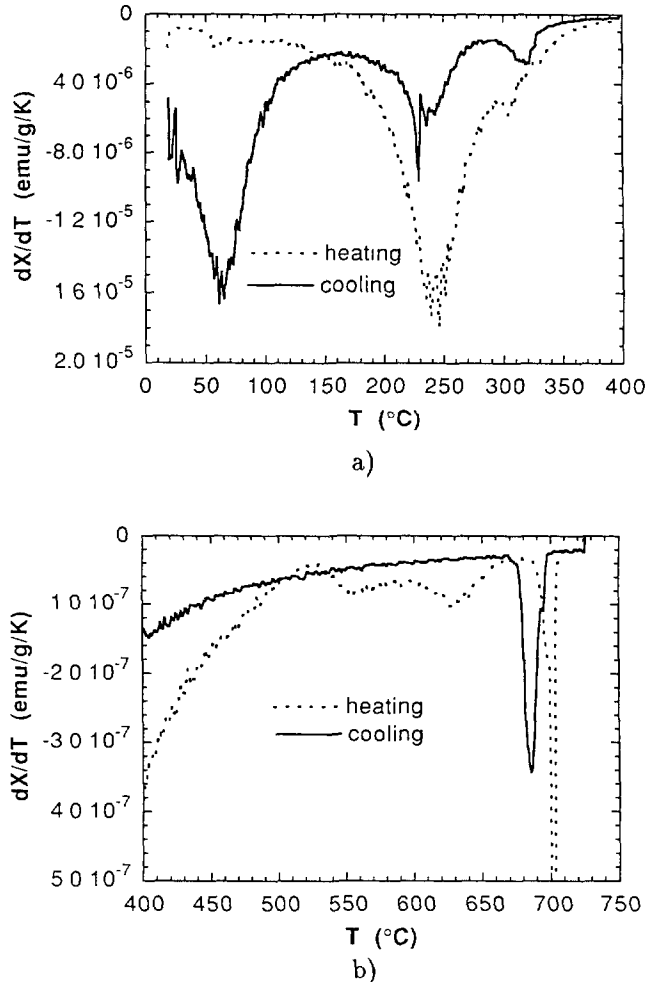 0
4 0 10⁻⁶
-8.0 10⁻⁶
-1 2 10⁻⁵
1 6 10⁻⁵
2.0 10⁻⁵
dX/dT (emu/g/K)
heating
cooling
0 50 100 150 200 250 300 350 400
T (°C)
a)
0
1 0 10⁻⁷
-2 0 10⁻⁷
-3 0 10⁻⁷
4 0 10⁻⁷
5 0 10⁻⁷
dX/dT (emu/g/K)
heating
cooling
400 450 500 550 600 650 700 750
T (°C)
b)